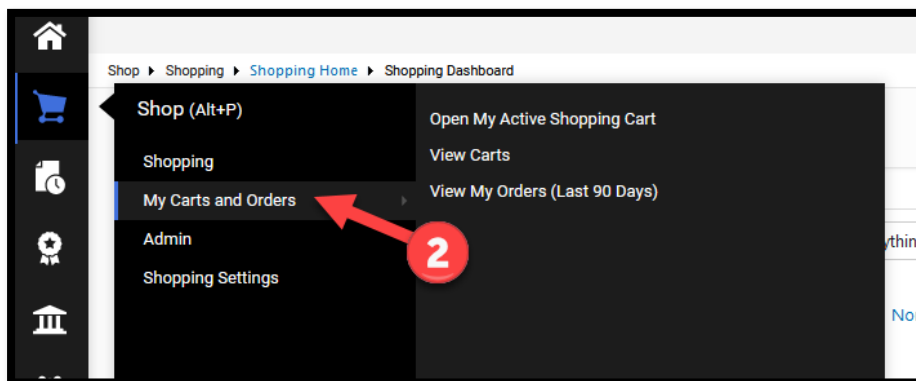 Shop Shopping Shopping Home Shopping Dashboard
Shop (Alt+P)
Shopping
My Carts and Orders
Admin
Shopping Settings
Open My Active Shopping Cart
View Carts
View My Orders (Last 90 Days)
2